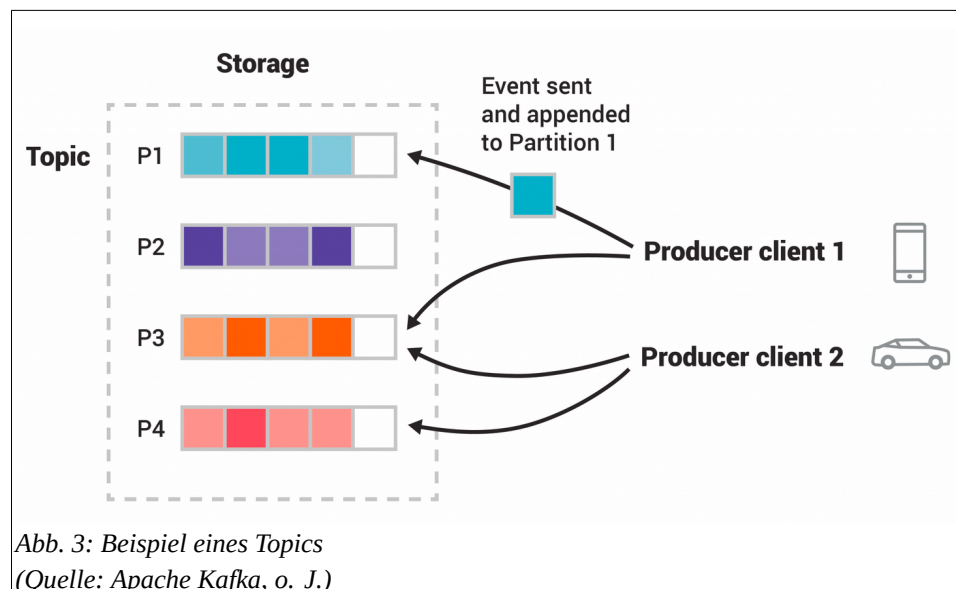 Storage
Event sent
and appended
to Partition 1
Topic
P1
P2
Producer client 1
P3
Producer client 2
P4
Abb. 3: Beispiel eines Topics
(Quelle: Apache Kafka, o. J.)